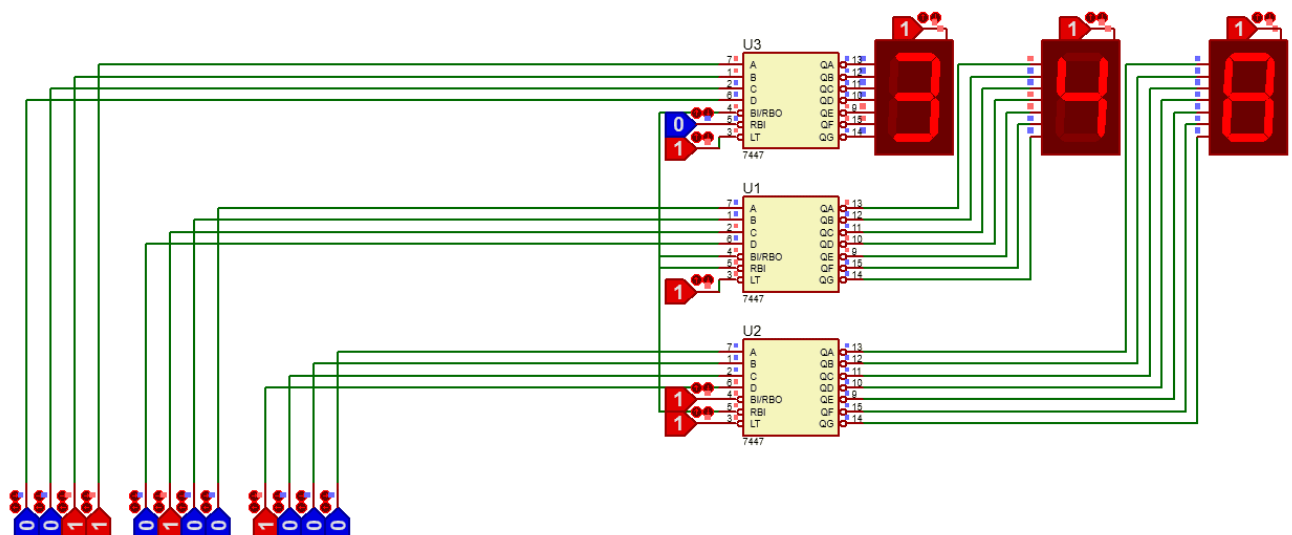 1 1 1
U3
7 A QA 13
1 B QB 12
2 C QC 11
6 D QD 10
4 BI/RBO QE 9
0 5 RBI QF 15
1 3 LT QG 14
7447
3 4 8
U1
7 A QA 13
1 B QB 12
2 C QC 11
6 D QD 10
4 BI/RBO QE 9
5 RBI QF 15
1 3 LT QG 14
7447
U2
7 A QA 13
1 B QB 12
2 C QC 11
6 D QD 10
1 4 BI/RBO QE 9
5 RBI QF 15
1 3 LT QG 14
7447
0 0 1 1 0 1 0 0 1 0 0 0